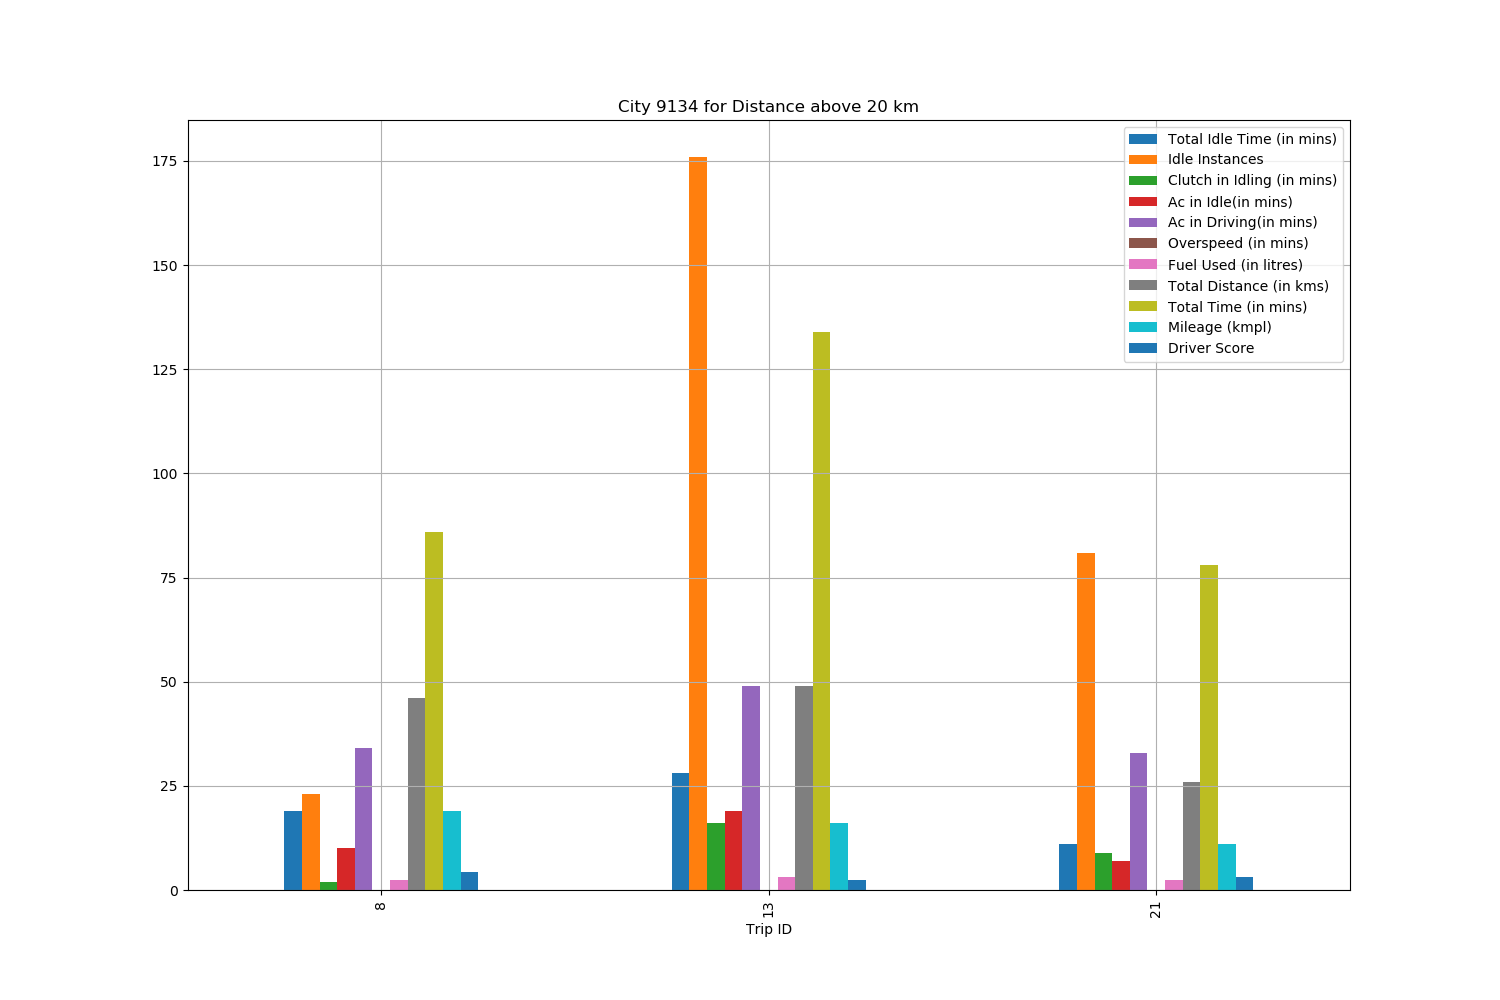 City 9134 for Distance above 20 km
175
150
125
100
75
50
25
0
Total Idle Time (in mins)
Idle Instances
Clutch in Idling (in mins)
Ac in Idle(in mins)
Ac in Driving(in mins)
Overspeed (in mins)
Fuel Used (in litres)
Total Distance (in kms)
Total Time (in mins)
Mileage (kmpl)
Driver Score
8
13
21
Trip ID